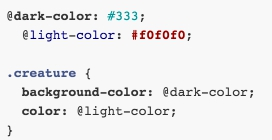 @dark-color: #333;
  @light-color: #f0f0f0;

.creature {
  background-color: @dark-color;
  color: @light-color;
}